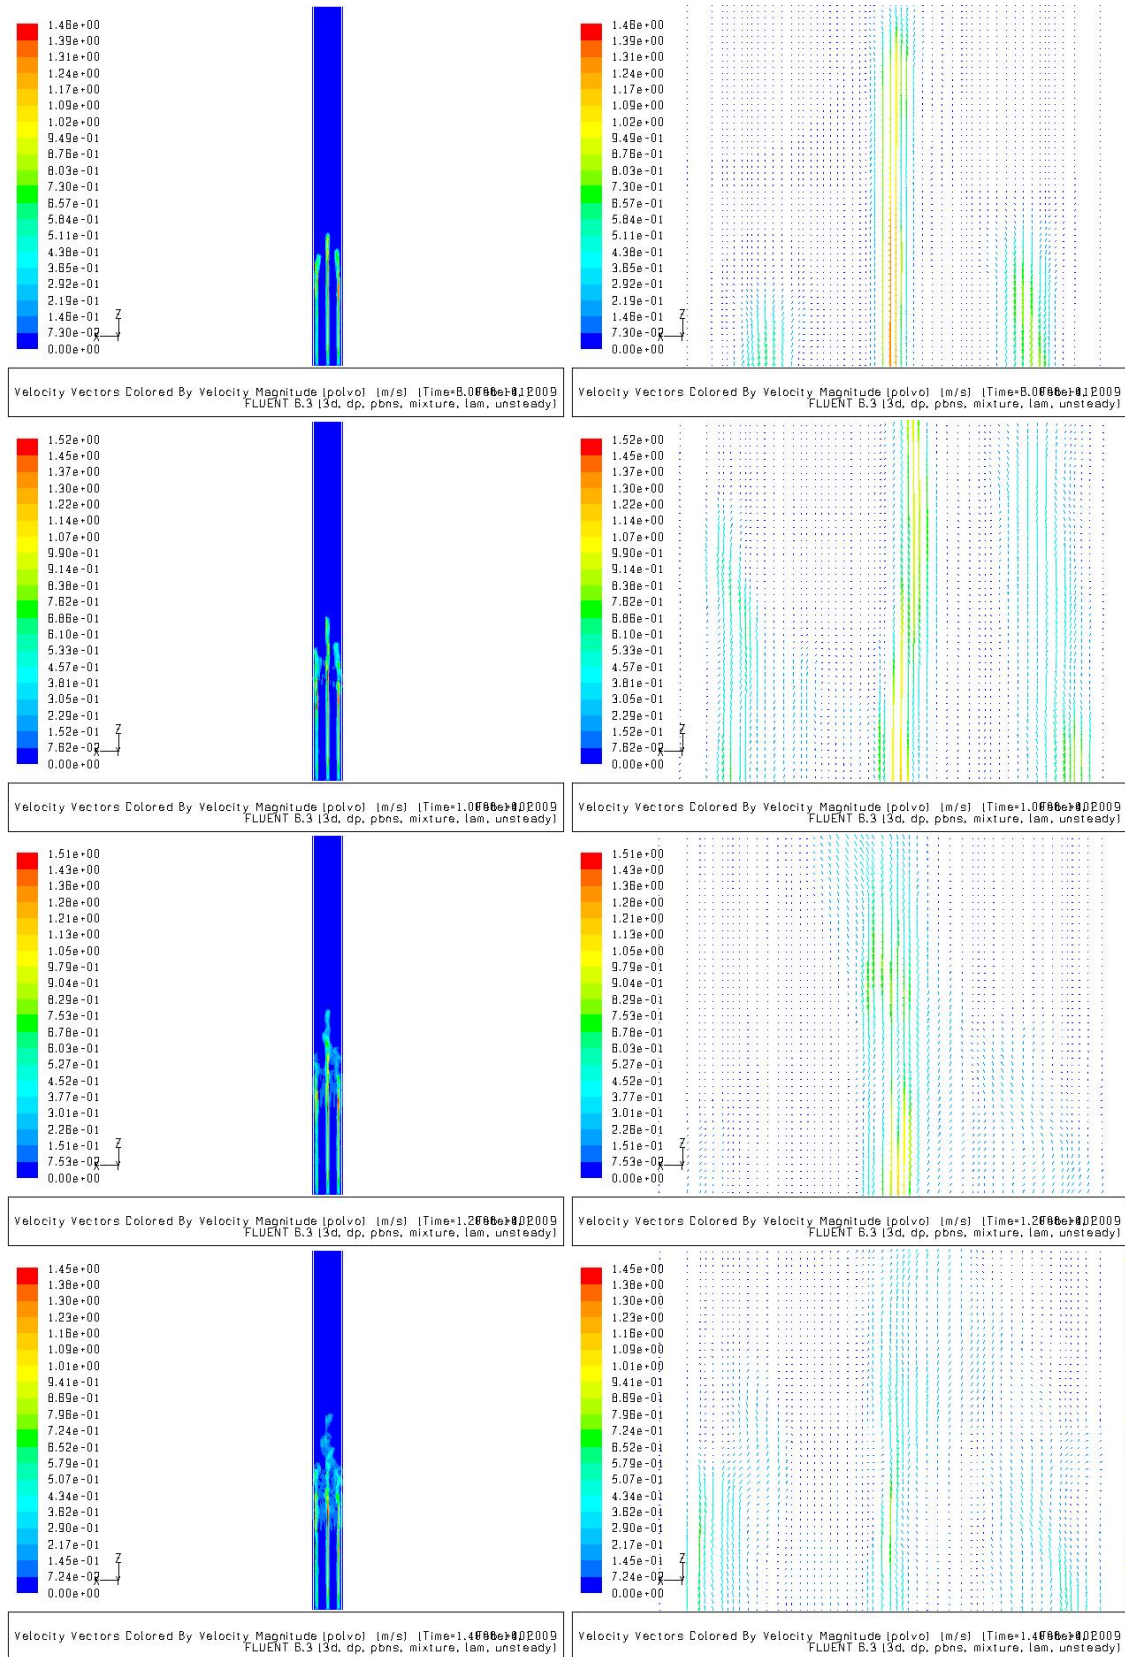 1.46e+00
1.39e+00
1.31e+00
1.24e+00
1.17e+00
1.09e+00
1.02e+00
9.49e-01
8.76e-01
8.03e-01
7.30e-01
6.57e-01
5.84e-01
5.11e-01
4.38e-01
3.65e-01
2.92e-01
2.19e-01
1.46e-01
7.30e-02
0.00e+00
Z
X Y
Velocity Vectors Colored By Velocity Magnitude (polvo) (m/s) 2009
FLUENT 6.3 (3d, dp, pbns, mixture, lam, unsteady)
1.46e+00
1.39e+00
1.31e+00
1.24e+00
1.17e+00
1.09e+00
1.02e+00
9.49e-01
8.76e-01
8.03e-01
7.30e-01
6.57e-01
5.84e-01
5.11e-01
4.38e-01
3.65e-01
2.92e-01
2.19e-01
1.46e-01
7.30e-02
0.00e+00
Z
X Y
Velocity Vectors Colored By Velocity Magnitude (polvo) (m/s) 2009
FLUENT 6.3 (3d, dp, pbns, mixture, lam, unsteady)
1.52e+00
1.45e+00
1.37e+00
1.30e+00
1.22e+00
1.14e+00
1.07e+00
9.90e-01
9.14e-01
8.38e-01
7.62e-01
6.86e-01
6.10e-01
5.33e-01
4.57e-01
3.81e-01
3.05e-01
2.29e-01
1.52e-01
7.62e-02
0.00e+00
Z
X Y
Velocity Vectors Colored By Velocity Magnitude (polvo) (m/s) 2009
FLUENT 6.3 (3d, dp, pbns, mixture, lam, unsteady)
1.52e+00
1.45e+00
1.37e+00
1.30e+00
1.22e+00
1.14e+00
1.07e+00
9.90e-01
9.14e-01
8.38e-01
7.62e-01
6.86e-01
6.10e-01
5.33e-01
4.57e-01
3.81e-01
3.05e-01
2.29e-01
1.52e-01
7.62e-02
0.00e+00
Z
X Y
Velocity Vectors Colored By Velocity Magnitude (polvo) (m/s) 2009
FLUENT 6.3 (3d, dp, pbns, mixture, lam, unsteady)
1.51e+00
1.43e+00
1.36e+00
1.28e+00
1.21e+00
1.13e+00
1.05e+00
9.79e-01
9.04e-01
8.29e-01
7.53e-01
6.78e-01
6.03e-01
5.27e-01
4.52e-01
3.77e-01
3.01e-01
2.26e-01
1.51e-01
7.53e-02
0.00e+00
Z
X Y
Velocity Vectors Colored By Velocity Magnitude (polvo) (m/s) 2009
FLUENT 6.3 (3d, dp, pbns, mixture, lam, unsteady)
1.51e+00
1.43e+00
1.36e+00
1.28e+00
1.21e+00
1.13e+00
1.05e+00
9.79e-01
9.04e-01
8.29e-01
7.53e-01
6.78e-01
6.03e-01
5.27e-01
4.52e-01
3.77e-01
3.01e-01
2.26e-01
1.51e-01
7.53e-02
0.00e+00
Z
X Y
Velocity Vectors Colored By Velocity Magnitude (polvo) (m/s) 2009
FLUENT 6.3 (3d, dp, pbns, mixture, lam, unsteady)
1.45e+00
1.38e+00
1.30e+00
1.23e+00
1.16e+00
1.09e+00
1.01e+00
9.41e-01
8.69e-01
7.96e-01
7.24e-01
6.52e-01
5.79e-01
5.07e-01
4.34e-01
3.62e-01
2.90e-01
2.17e-01
1.45e-01
7.24e-02
0.00e+00
Z
X Y
Velocity Vectors Colored By Velocity Magnitude (polvo) (m/s) 2009
FLUENT 6.3 (3d, dp, pbns, mixture, lam, unsteady)
1.45e+00
1.38e+00
1.30e+00
1.23e+00
1.16e+00
1.09e+00
1.01e+00
9.41e-01
8.69e-01
7.96e-01
7.24e-01
6.52e-01
5.79e-01
5.07e-01
4.34e-01
3.62e-01
2.90e-01
2.17e-01
1.45e-01
7.24e-02
0.00e+00
Z
X Y
Velocity Vectors Colored By Velocity Magnitude (polvo) (m/s) 2009
FLUENT 6.3 (3d, dp, pbns, mixture, lam, unsteady)